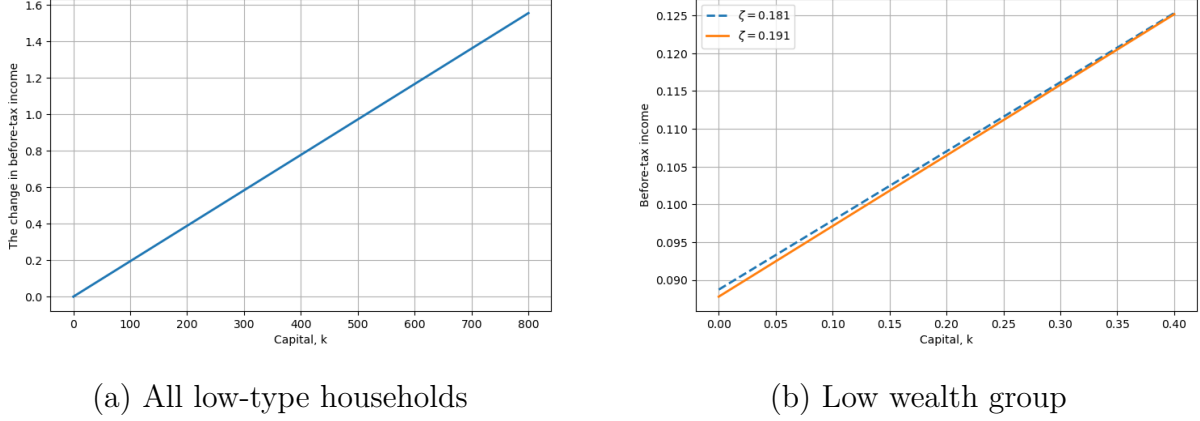 The change in before-tax income
1.6
1.4
1.2
1.0
0.8
0.6
0.4
0.2
0.0
0 100 200 300 400 500 600 700 800
Capital, k
(a) All low-type households
Before-tax income
0.125
0.120
0.115
0.110
0.105
0.100
0.095
0.090
ζ = 0.181
ζ = 0.191
0.00 0.05 0.10 0.15 0.20 0.25 0.30 0.35 0.40
Capital, k
(b) Low wealth group